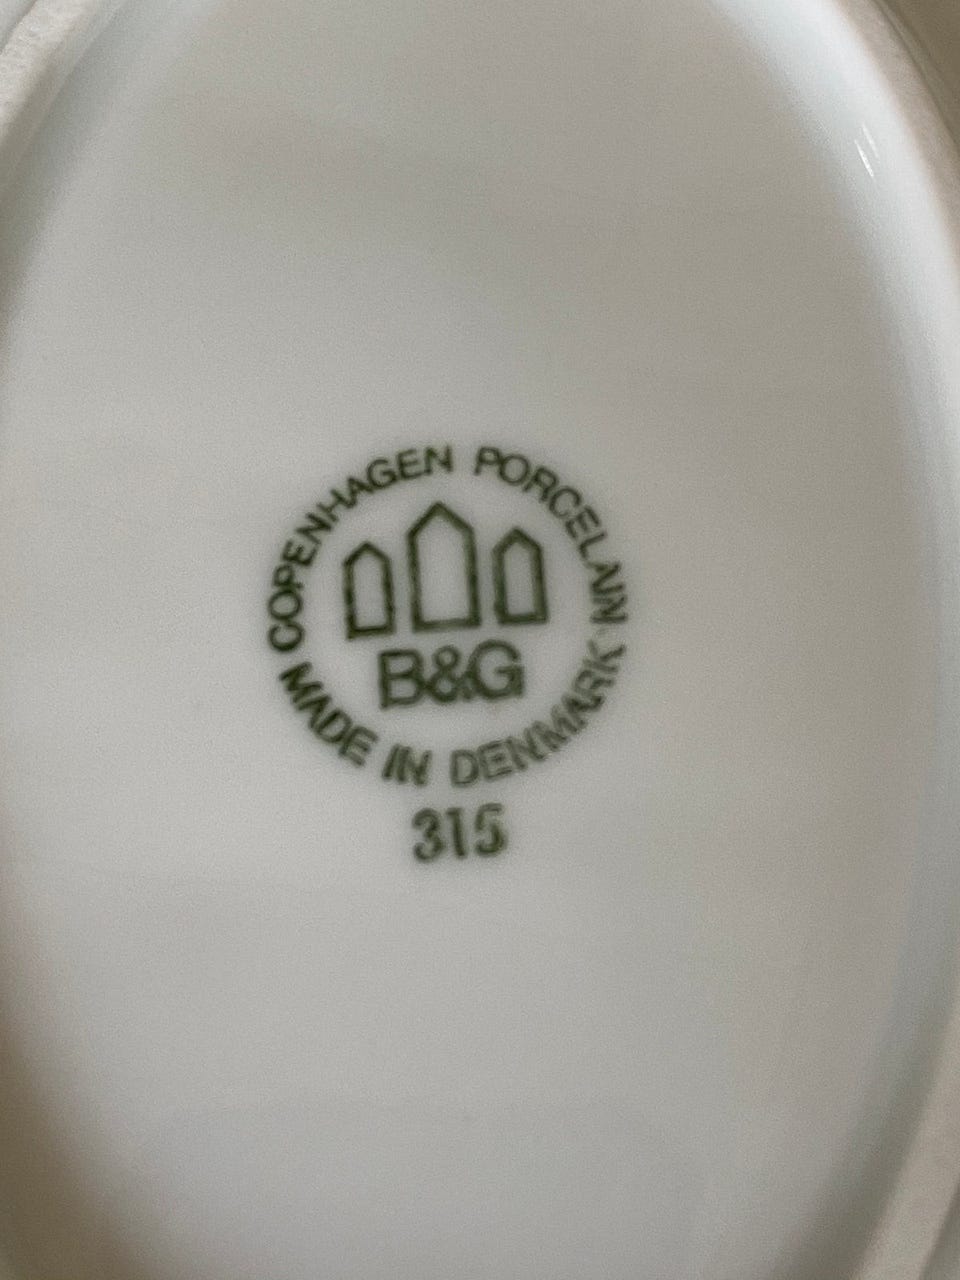 COPENHAGEN PORCELAIN
B&G
MADE IN DENMARK
315